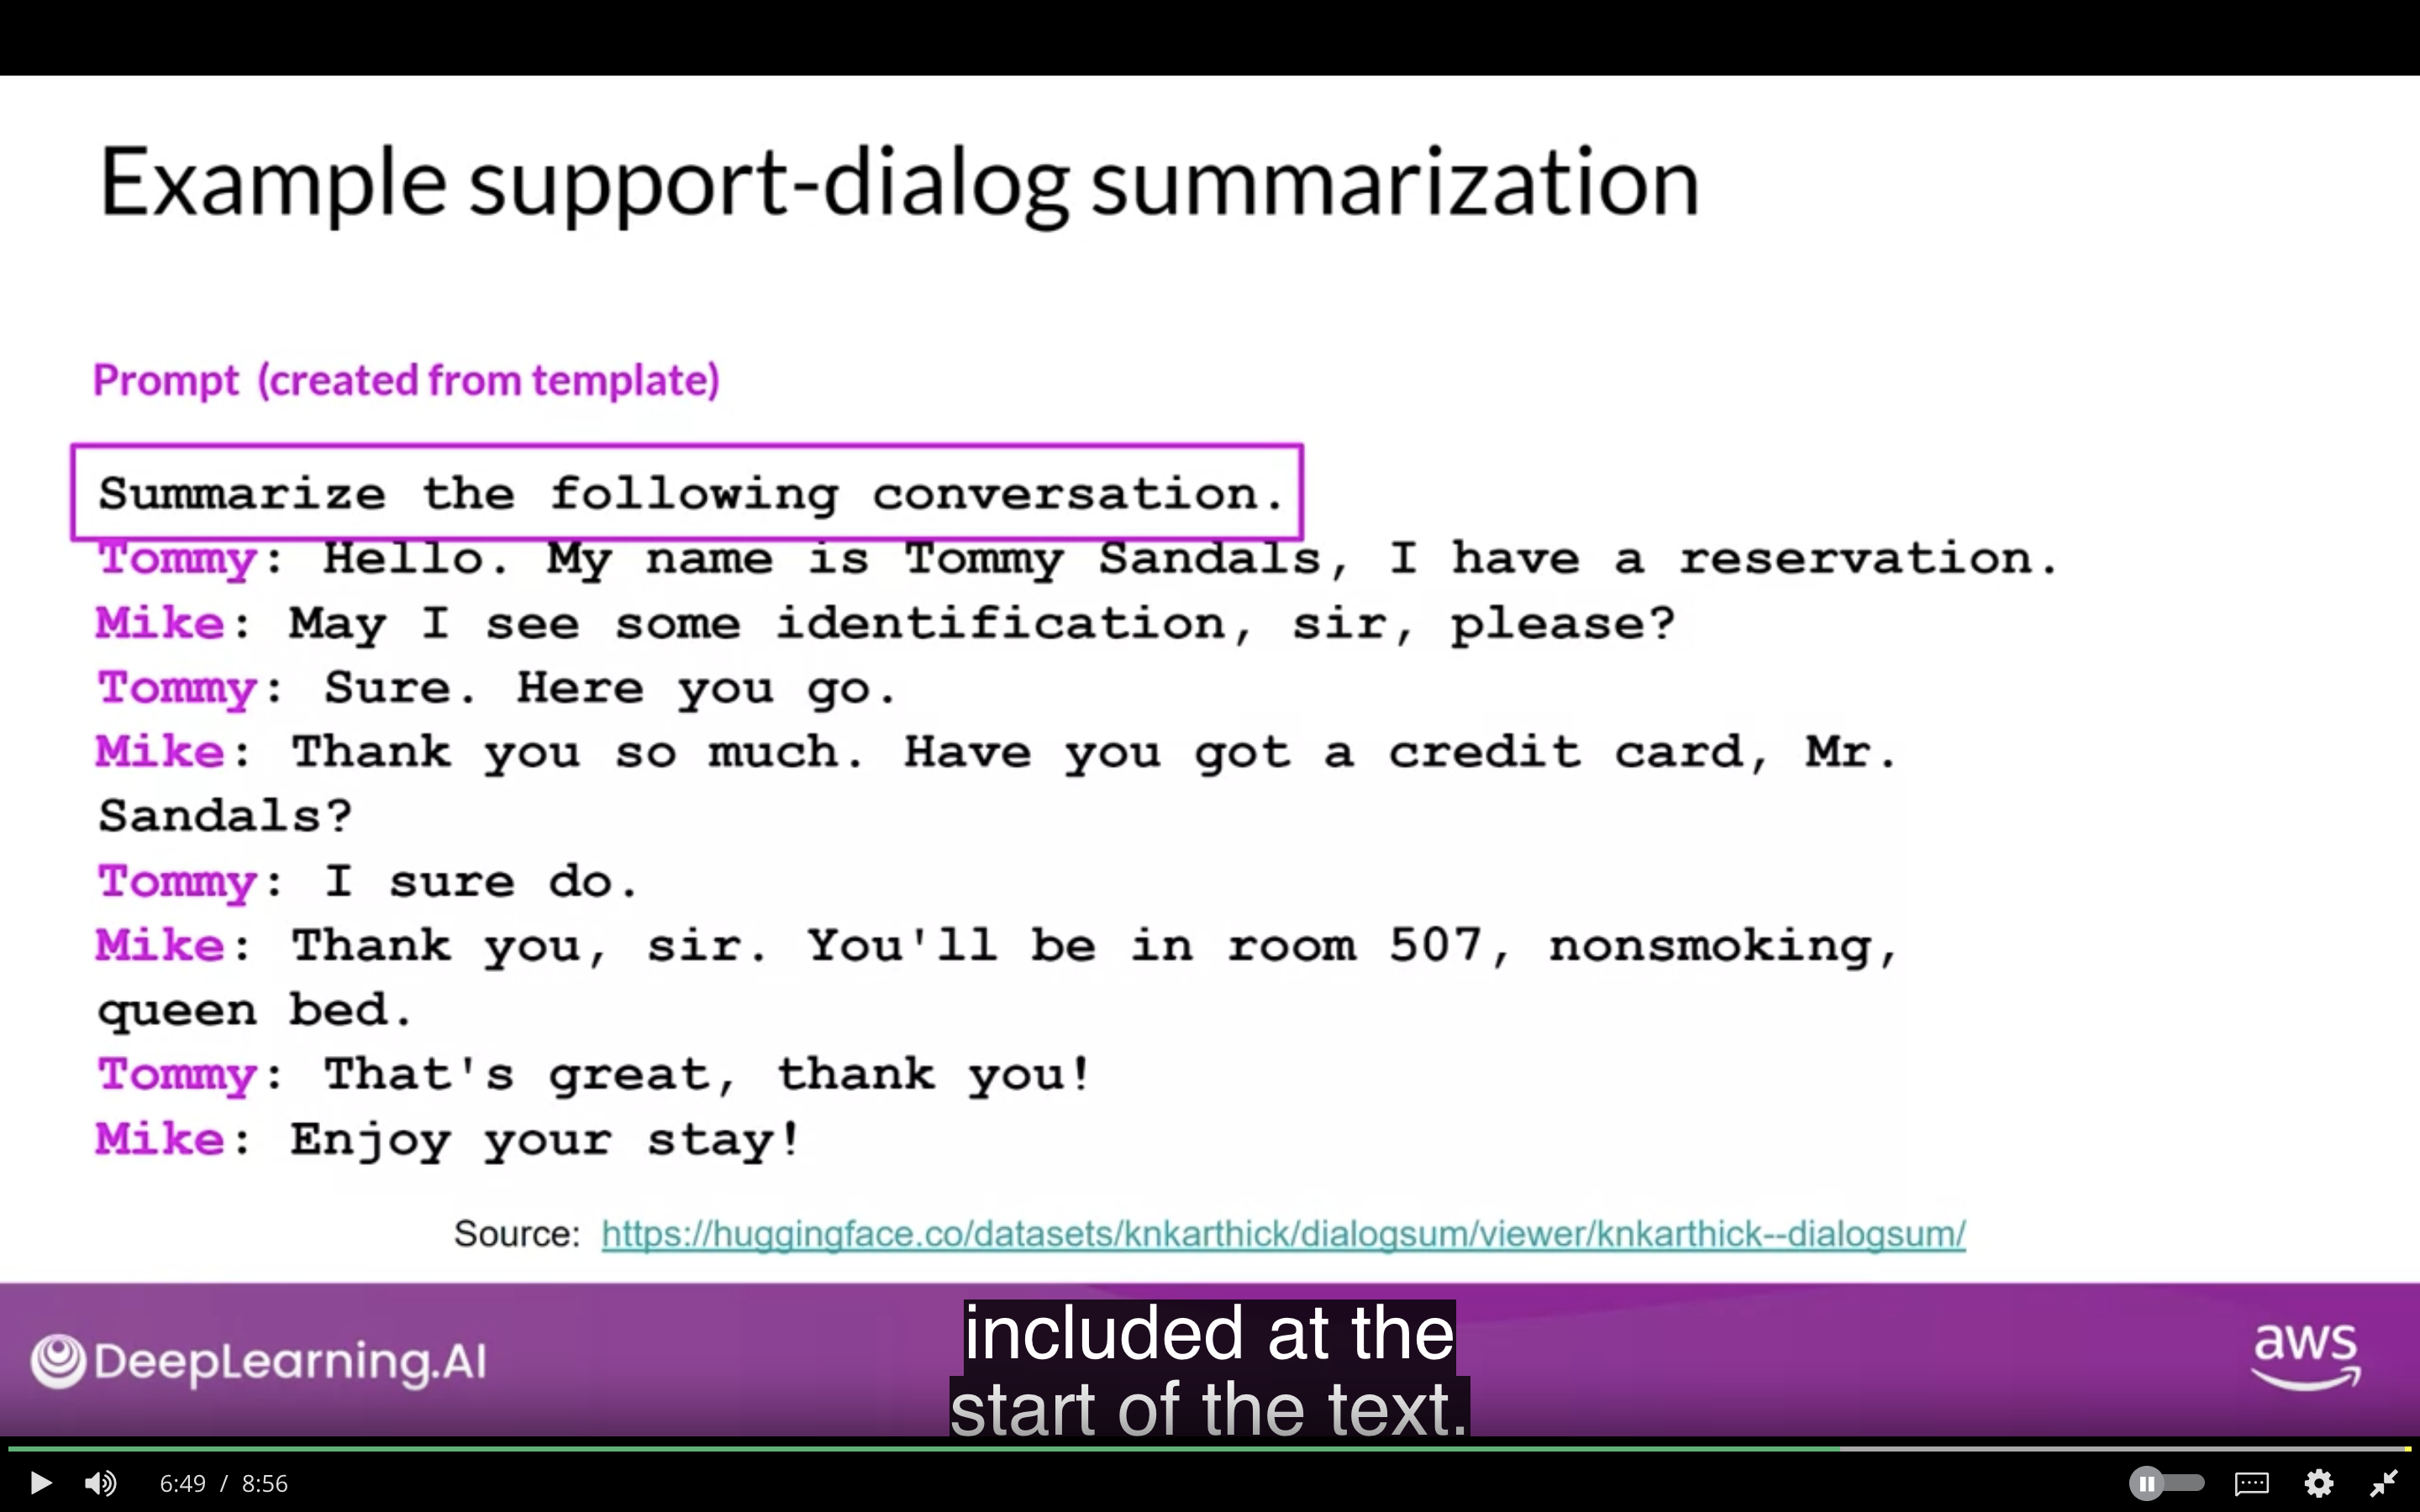 Example support-dialog summarization
Prompt (created from template)
Summarize the following conversation.
Tommy: Hello. My name is Tommy Sandals, I have a reservation.
Mike: May I see some identification, sir, please?
Tommy: Sure. Here you go.
Mike: Thank you so much. Have you got a credit card, Mr.
Sandals?
Tommy: I sure do.
Mike: Thank you, sir. You'll be in room 507, nonsmoking,
queen bed.
Tommy: That's great, thank you!
Mike: Enjoy your stay!
Source: https://huggingface.co/datasets/knkarthick/dialogsum/viewer/knkarthick--dialogsum/
DeepLearning.AI
included at the
start of the text.
aws
6:49 / 8:56